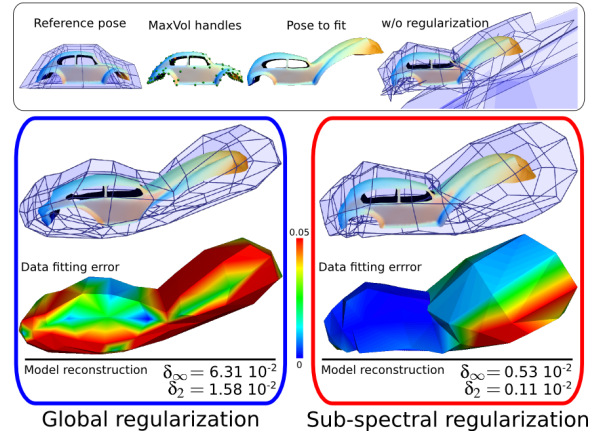 Reference pose
MaxVol handles
Pose to fit
w/o regularization
Data fitting error
0.05
0
Data fitting errror
Model reconstruction
δ∞= 6.31 10-2
δ2= 1.58 10-2
Model reconstruction
δ∞= 0.53 10-2
δ2= 0.11 10-2
Global regularization
Sub-spectral regularization